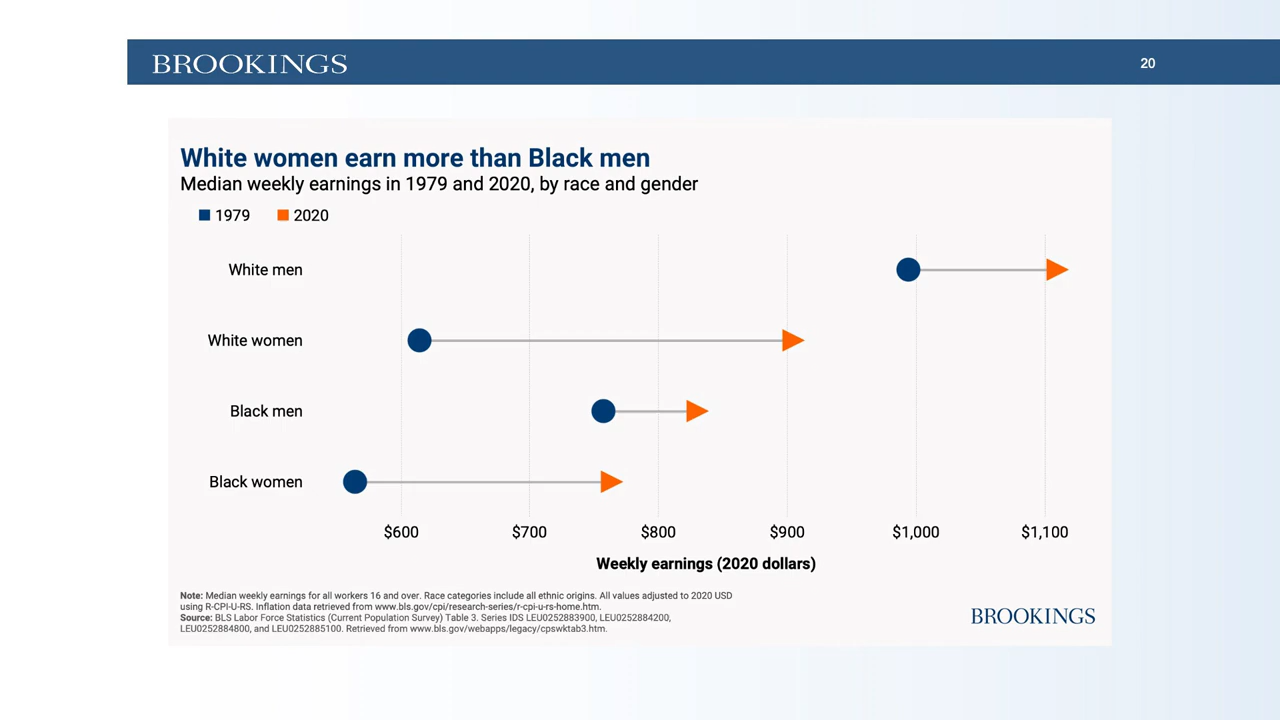 BROOKINGS
20
White women earn more than Black men
Median weekly earnings in 1979 and 2020, by race and gender
1979 2020
White men
White women
Black men
Black women
$600 $700 $800 $900 $1,000 $1,100
Weekly earnings (2020 dollars)
Note: Median weekly earnings for all workers 16 and over. Race categories include all ethnic origins. All values adjusted to 2020 USD
using R-CPI-U-RS. Inflation data retrieved from www.bls.gov/cpi/research-series/r-cpi-u-rs-home.htm.
Source: BLS Labor Force Statistics (Current Population Survey) Table 3. Series IDS LEU0252883900, LEU0252884200,
LEU0252884800, and LEU0252885100. Retrieved from www.bls.gov/webapps/legacy/cpswktab3.htm.
BROOKINGS